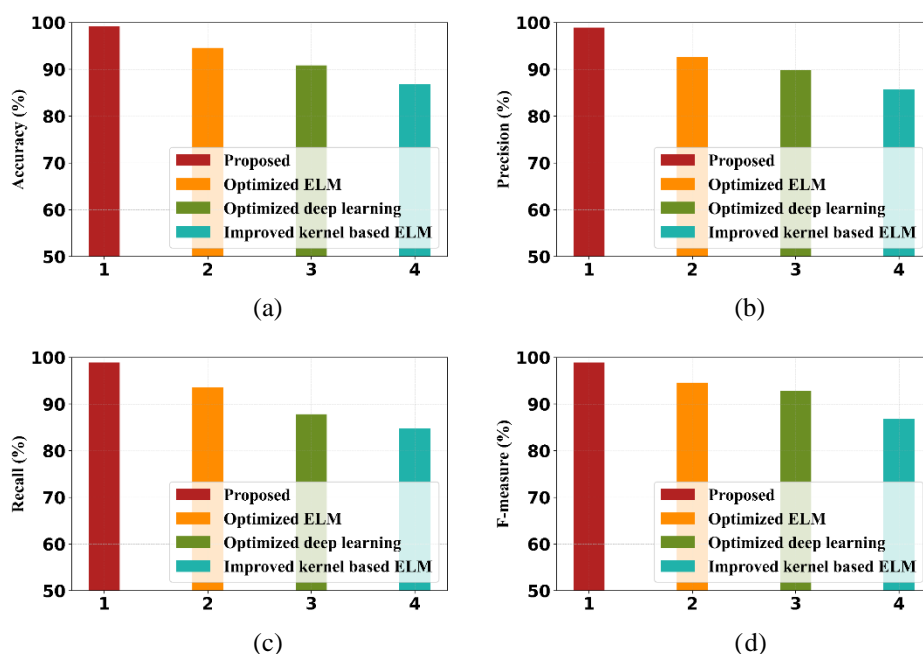 100
90
80
70
60
50
Accuracy (%)
Proposed
Optimized ELM
Optimized deep learning
Improved kernel based ELM
1 2 3 4
(a)
100
90
80
70
60
50
Precision (%)
Proposed
Optimized ELM
Optimized deep learning
Improved kernel based ELM
1 2 3 4
(b)
100
90
80
70
60
50
Recall (%)
Proposed
Optimized ELM
Optimized deep learning
Improved kernel based ELM
1 2 3 4
(c)
100
90
80
70
60
50
F-measure (%)
Proposed
Optimized ELM
Optimized deep learning
Improved kernel based ELM
1 2 3 4
(d)